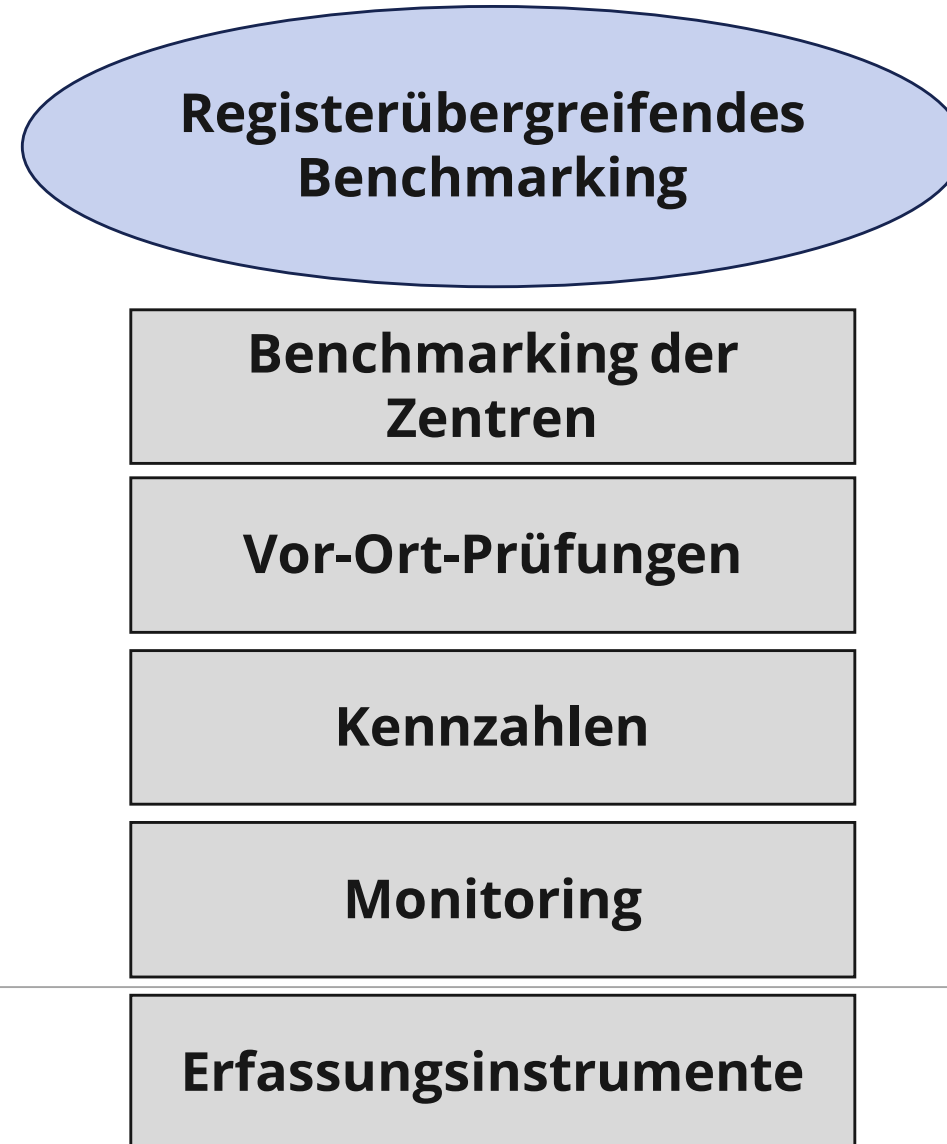 Registerübergreifendes
Benchmarking
Benchmarking der
Zentren
Vor-Ort-Prüfungen
Kennzahlen
Monitoring
Erfassungsinstrumente